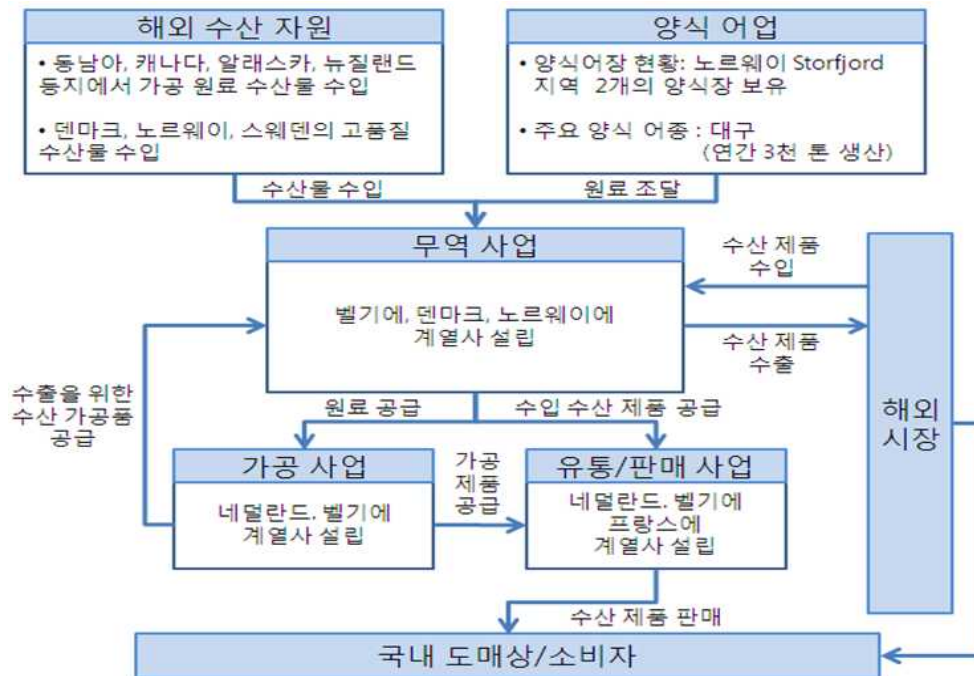 해외 수산 자원
• 동남아, 캐나다, 알래스카, 뉴질랜드
등지에서 가공 원료 수산물 수입
• 덴마크, 노르웨이, 스웨덴의 고품질
수산물 수입
양식 어업
• 양식어장 현황: 노르웨이 Storfjord
지역 2개의 양식장 보유
• 주요 양식 어종 : 대구
(연간 3천 톤 생산)
수산물 수입
원료 조달
무역 사업
벨기에, 덴마크, 노르웨이에
계열사 설립
수산 제품
수입
수산 제품
수출
해외
시장
수출을 위한
수산 가공품
공급
원료 공급
수입 수산 제품 공급
가공 사업
네덜란드. 벨기에
계열사 설립
가공
제품
공급
유통/판매 사업
네덜란드. 벨기에
프랑스에
계열사 설립
수산 제품 판매
국내 도매상/소비자